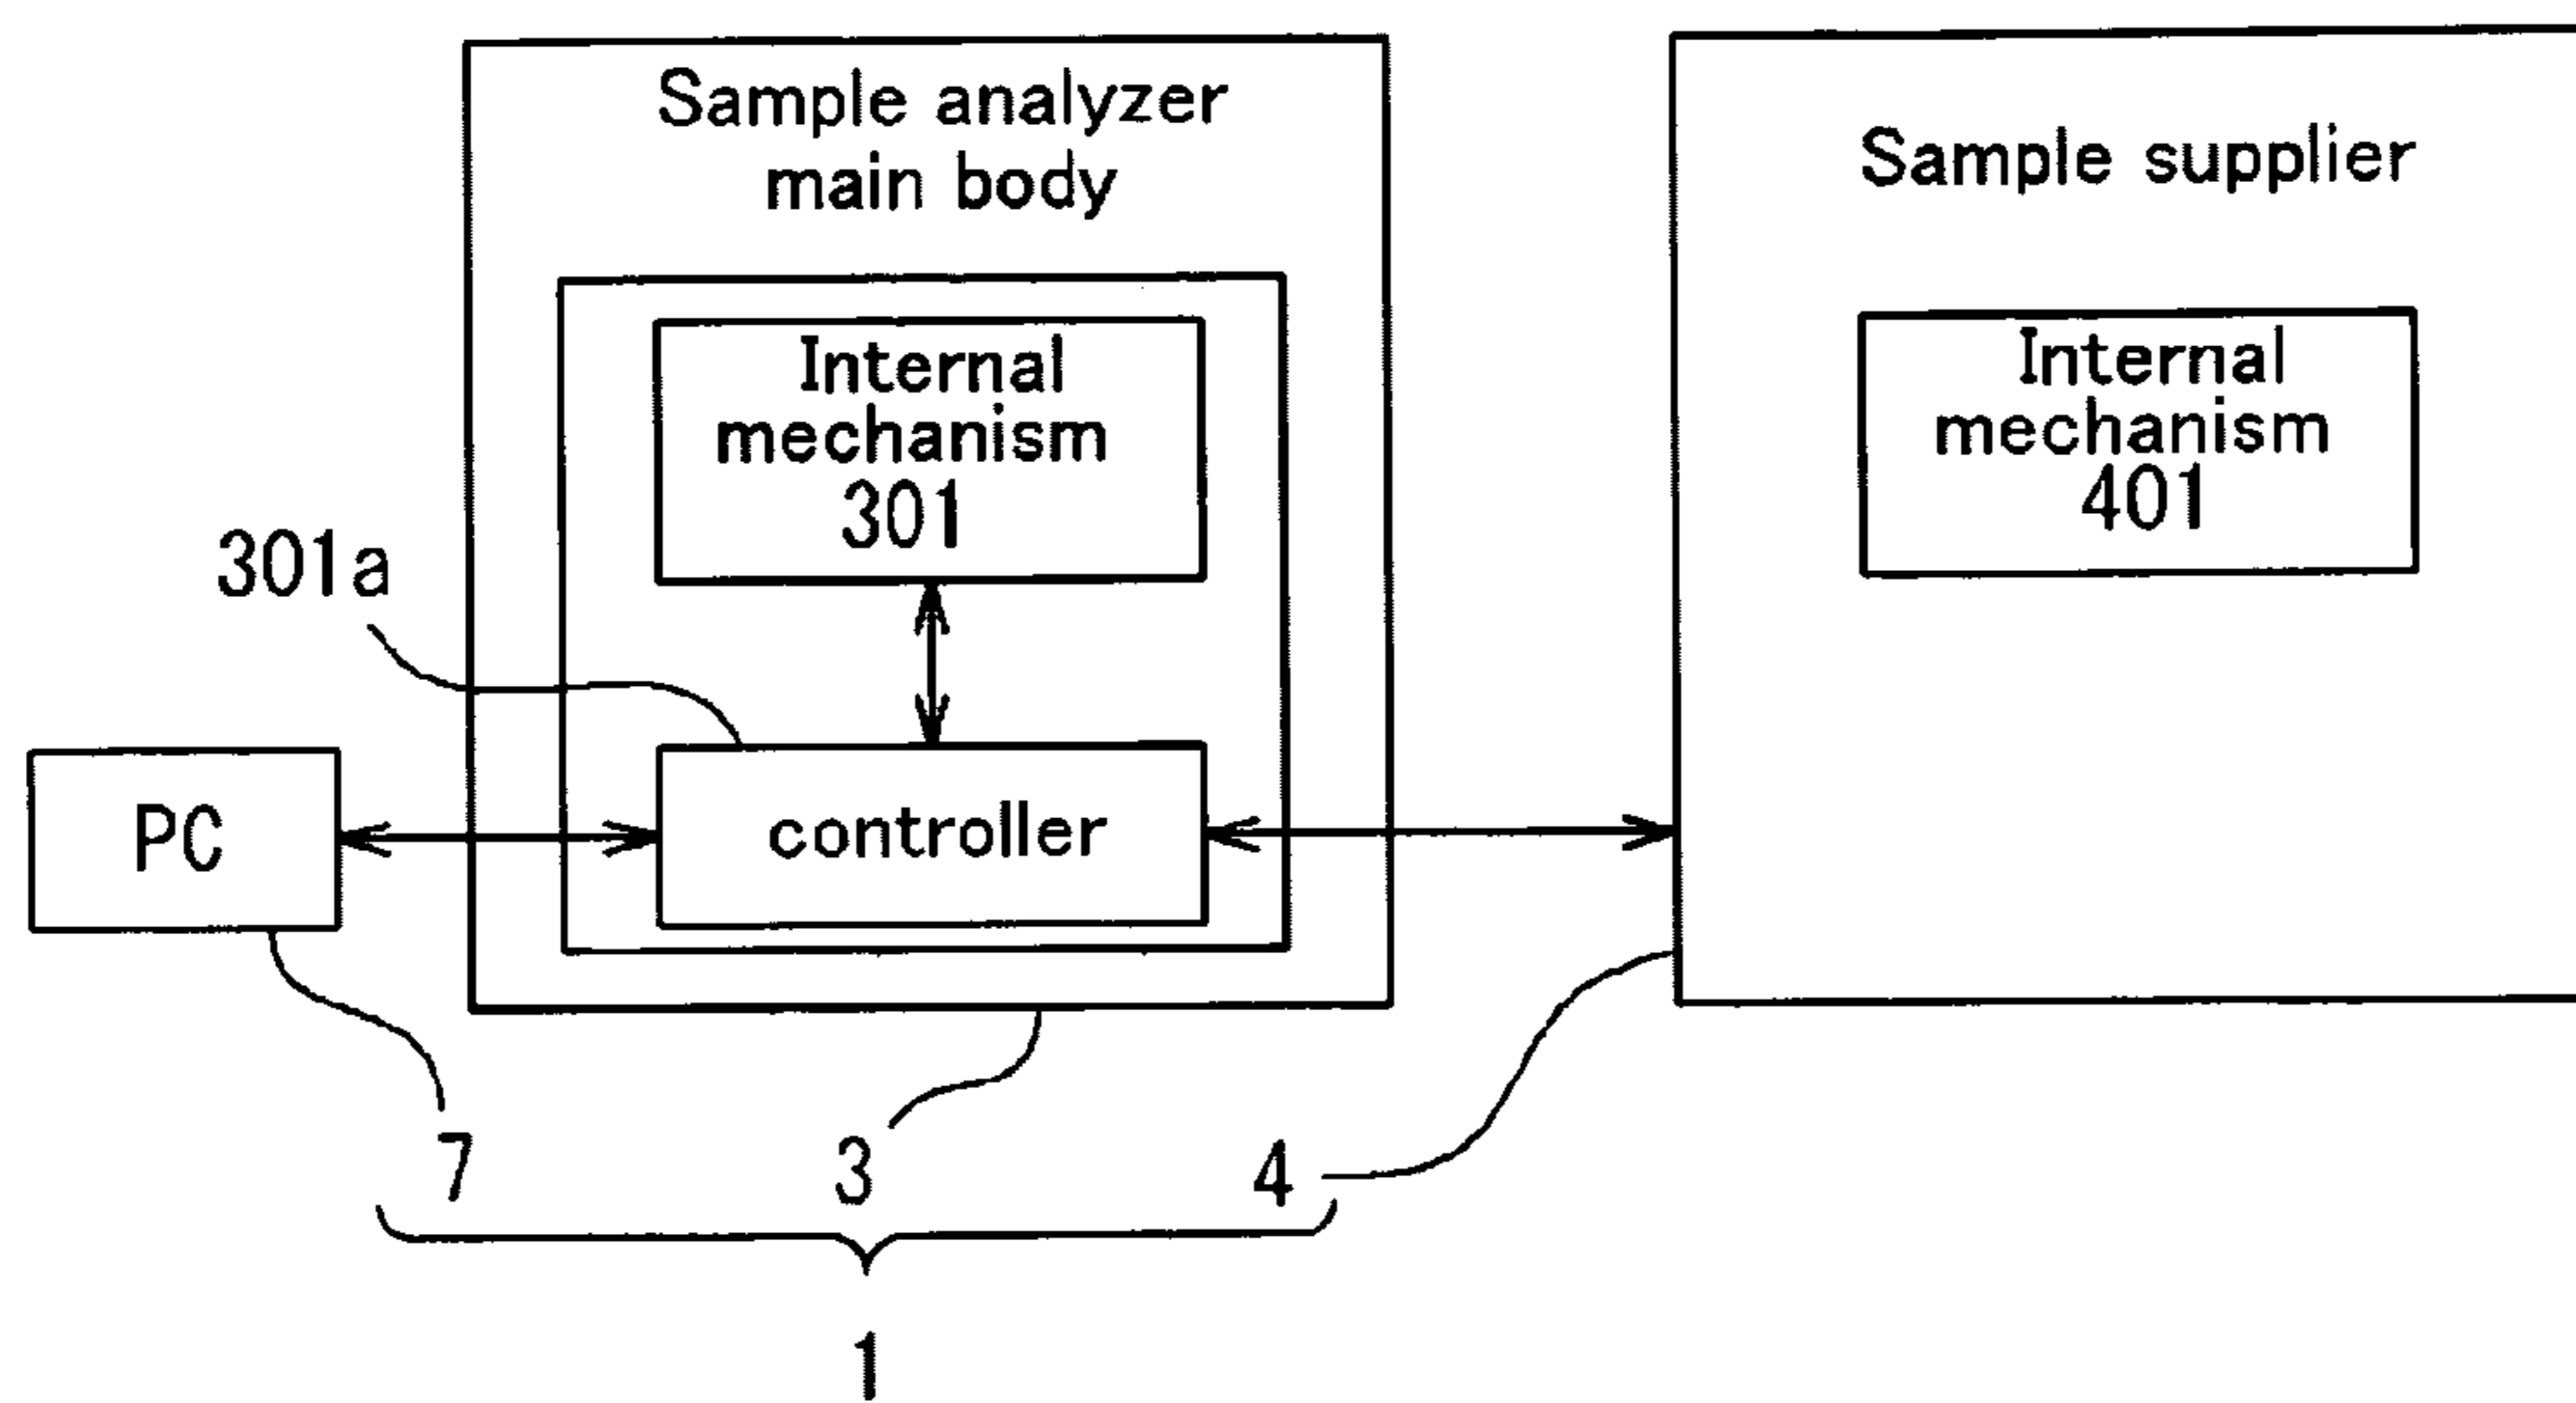 Sample analyzer
main body
Sample supplier
Internal
mechanism
301
Internal
mechanism
401
301a
PC
controller
7
3
4
1